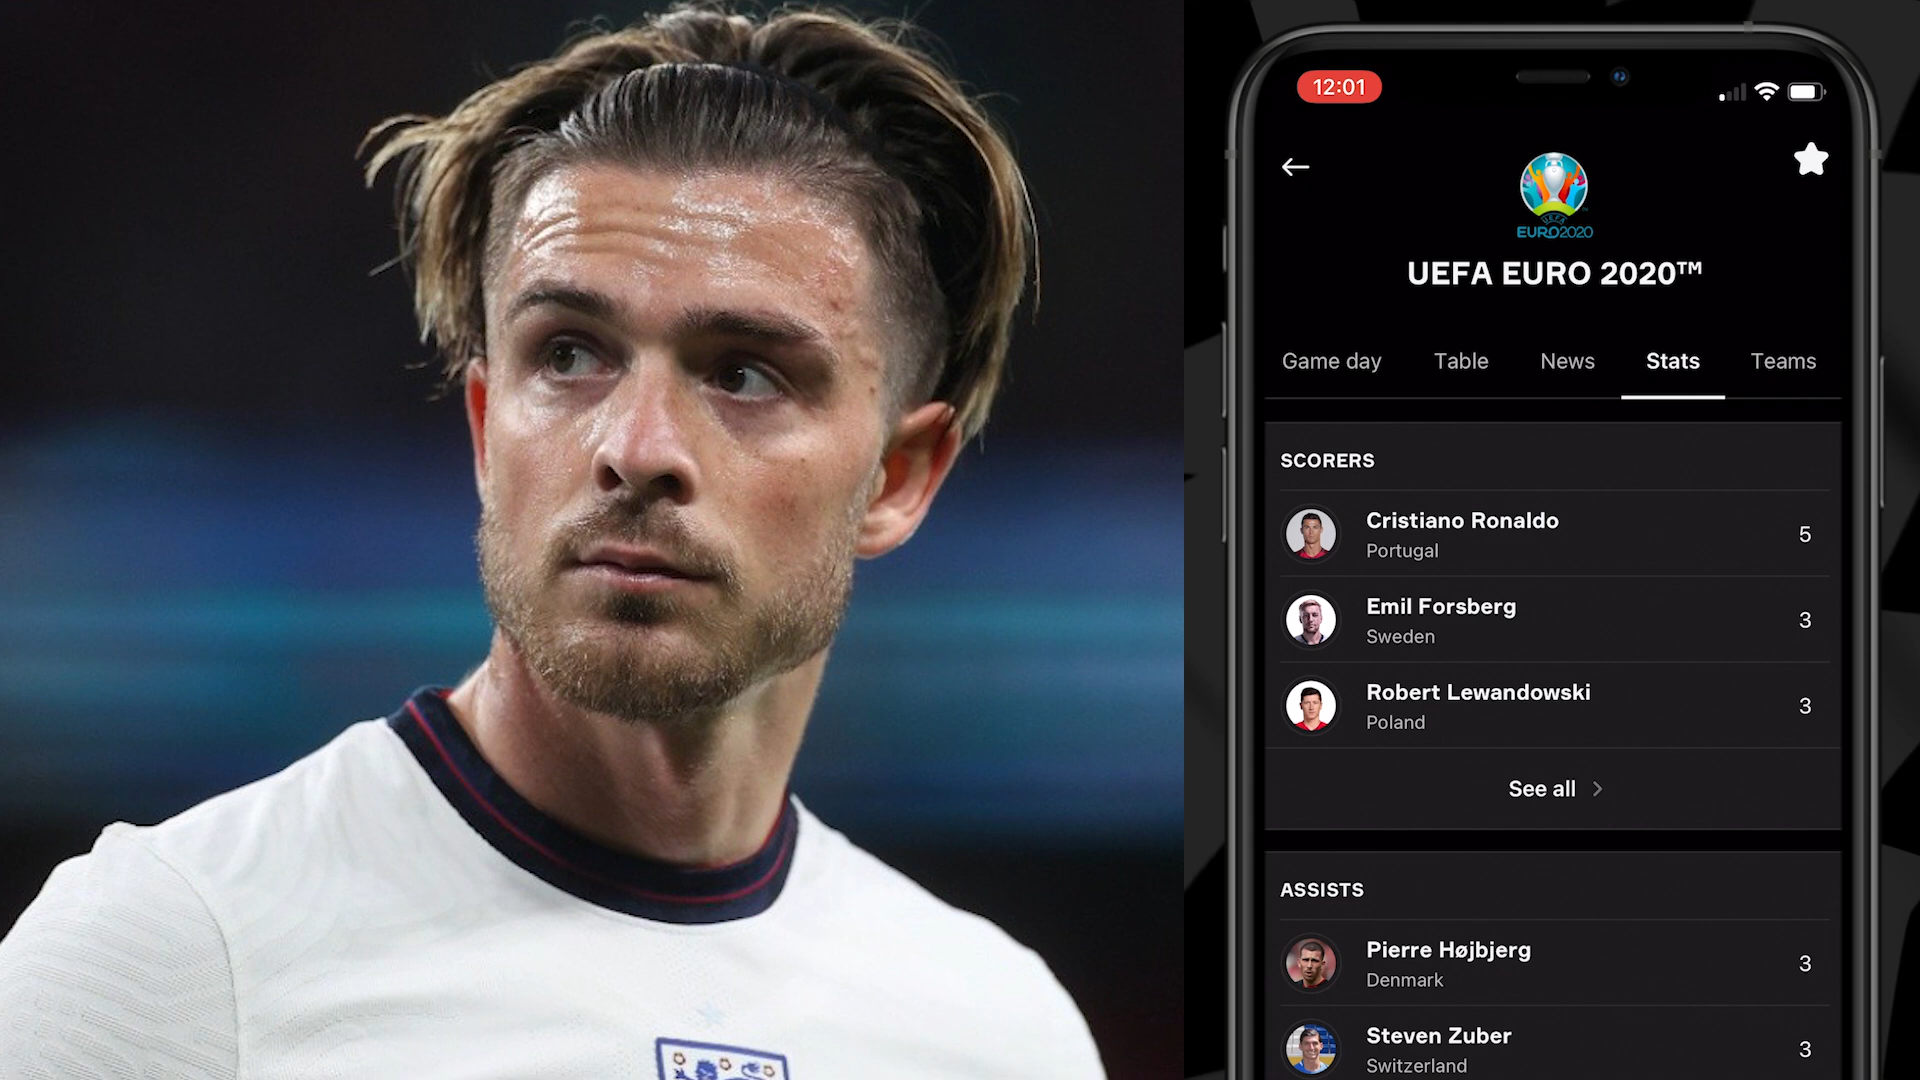 12:01
UEFA
EURO2020
UEFA EURO 2020™
Game day Table News Stats Teams
SCORERS
Cristiano Ronaldo
Portugal
5
Emil Forsberg
Sweden
3
Robert Lewandowski
Poland
3
See all
ASSISTS
Pierre Højbjerg
Denmark
3
Steven Zuber
Switzerland
3